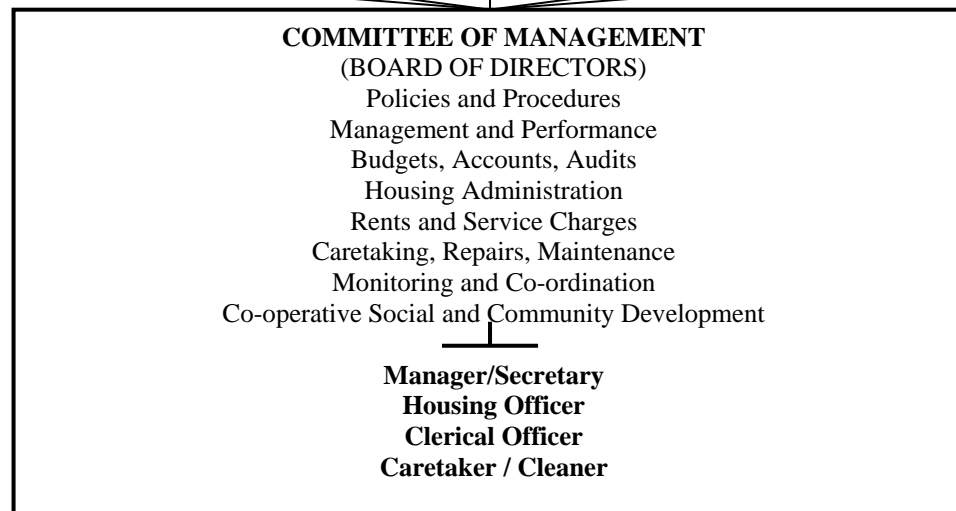 COMMITTEE OF MANAGEMENT
(BOARD OF DIRECTORS)
Policies and Procedures
Management and Performance
Budgets, Accounts, Audits
Housing Administration
Rents and Service Charges
Caretaking, Repairs, Maintenance
Monitoring and Co-ordination
Co-operative Social and Community Development
Manager/Secretary
Housing Officer
Clerical Officer
Caretaker / Cleaner